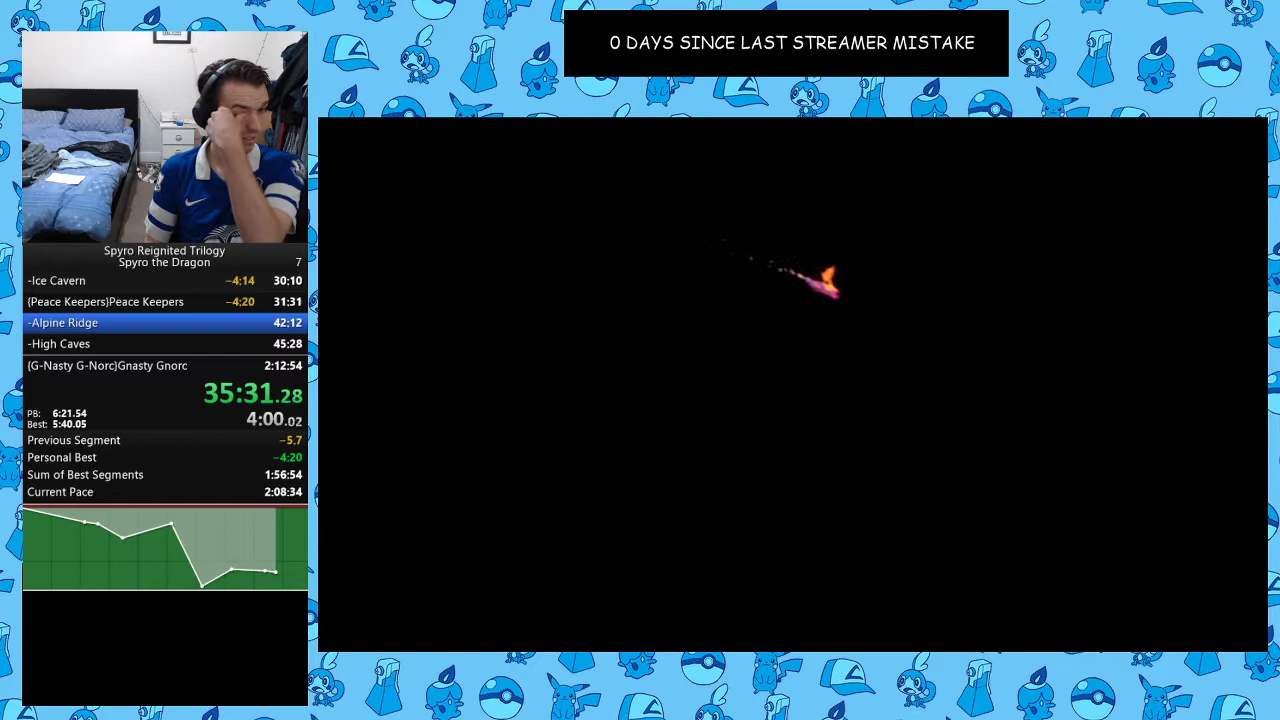 0 DAYS SINCE LAST STREAMER MISTAKE
Spyro Reignited Trilogy
Spyro the Dragon 7
-Ice Cavern −4:14 30:10
{Peace Keepers}Peace Keepers −4:20 31:31
-Alpine Ridge 42:12
-High Caves 45:28
{G-Nasty G-Norc}Gnasty Gnorc 2:12:54
35:31.28
PB: 6:21.54
Best: 5:40.05
4:00.02
Previous Segment −5.7
Personal Best −4:20
Sum of Best Segments 1:56:54
Current Pace 2:08:34